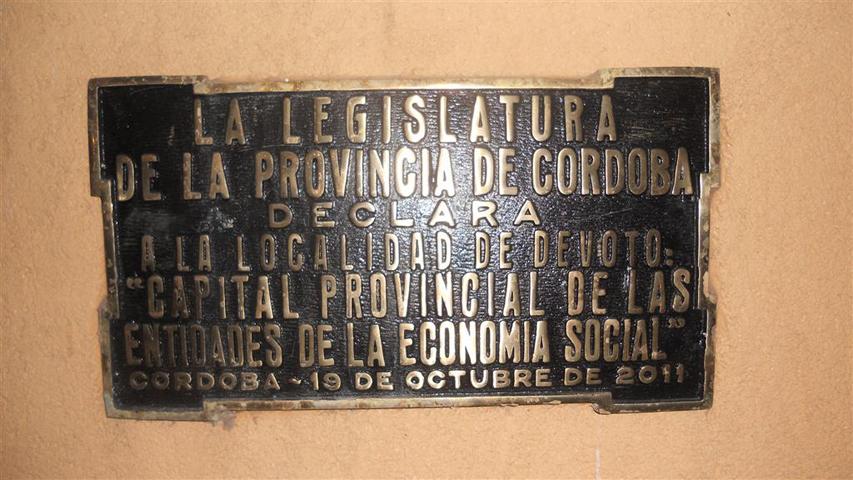 LA LEGISLATURA
DE LA PROVINCIA DE CORDOBA
DECLARA
A LA LOCALIDAD DE DEVOTO:
"CAPITAL PROVINCIAL DE LAS
ENTIDADES DE LA ECONOMIA SOCIAL"
CORDOBA - 19 DE OCTUBRE DE 2011